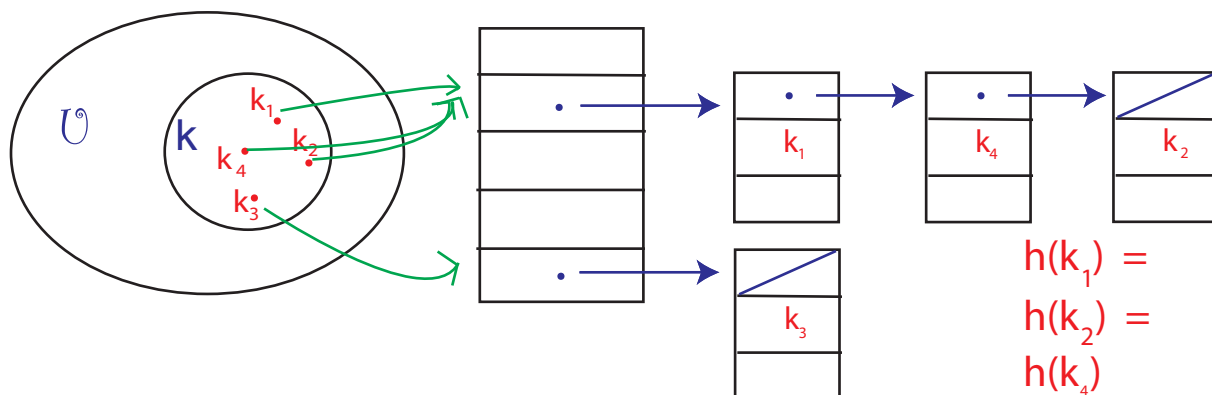 𝒰
k
k₁
k₂
k₄
k₃
k₁
k₄
k₂
k₃
h(k₁) =
h(k₂) =
h(k₄)